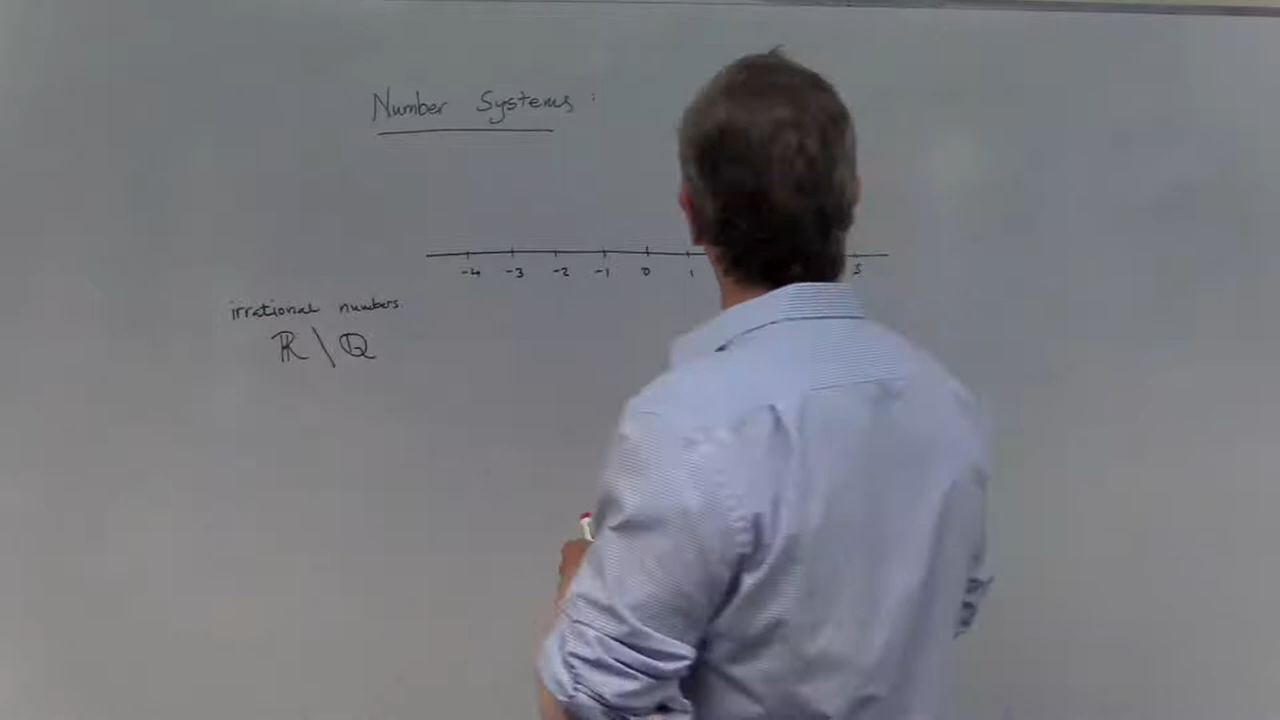 Number Systems :
-4 -3 -2 -1 0 1 5
irrational numbers.
ℝ \ ℚ